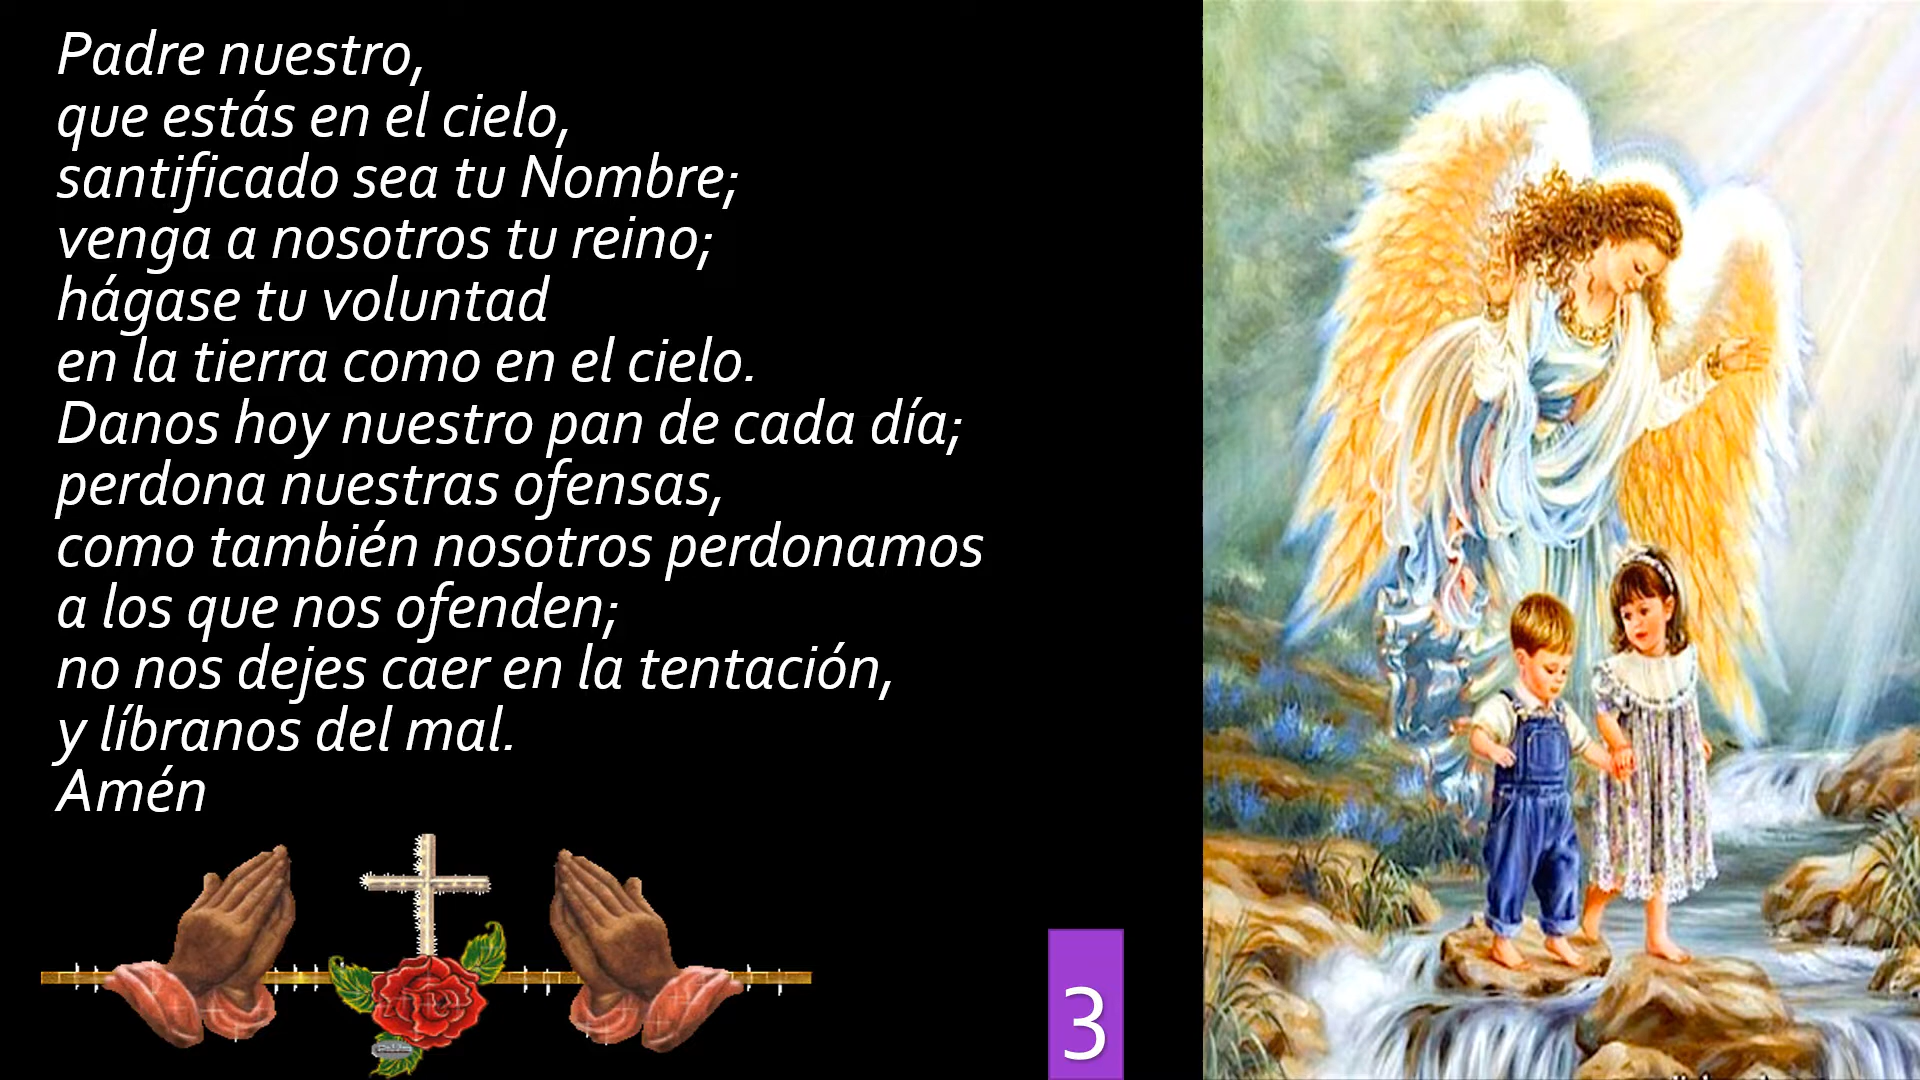 Padre nuestro,
que estás en el cielo,
santificado sea tu Nombre;
venga a nosotros tu reino;
hágase tu voluntad
en la tierra como en el cielo.
Danos hoy nuestro pan de cada día;
perdona nuestras ofensas,
como también nosotros perdonamos
a los que nos ofenden;
no nos dejes caer en la tentación,
y líbranos del mal.
Amén
3